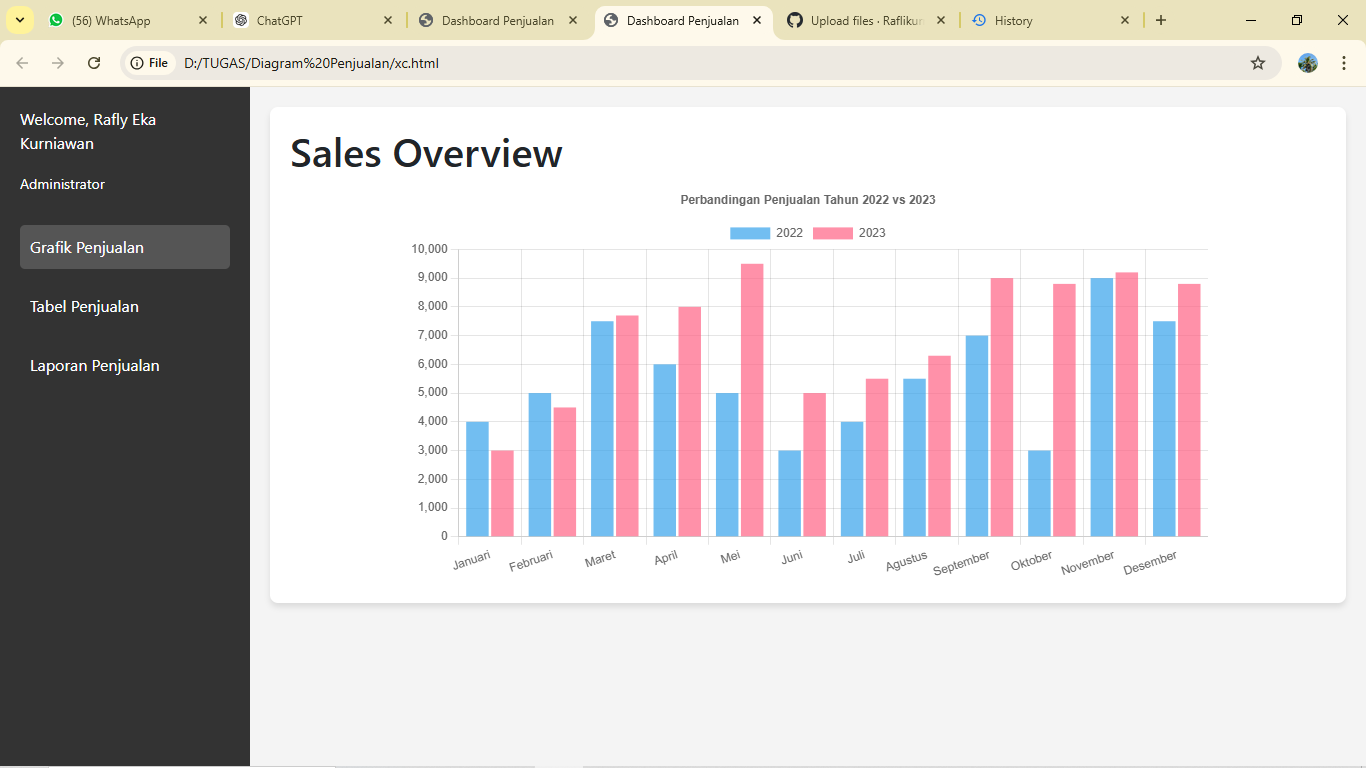 (56) WhatsApp
ChatGPT
Dashboard Penjualan
Dashboard Penjualan
Upload files · Rafliku
History
File
D:/TUGAS/Diagram%20Penjualan/xc.html
Welcome, Rafly Eka
Kurniawan
Administrator
Grafik Penjualan
Tabel Penjualan
Laporan Penjualan
Sales Overview
Perbandingan Penjualan Tahun 2022 vs 2023
2022 2023
10,000
9,000
8,000
7,000
6,000
5,000
4,000
3,000
2,000
1,000
0
Januari Februari Maret April Mei Juni Juli Agustus September Oktober November Desember